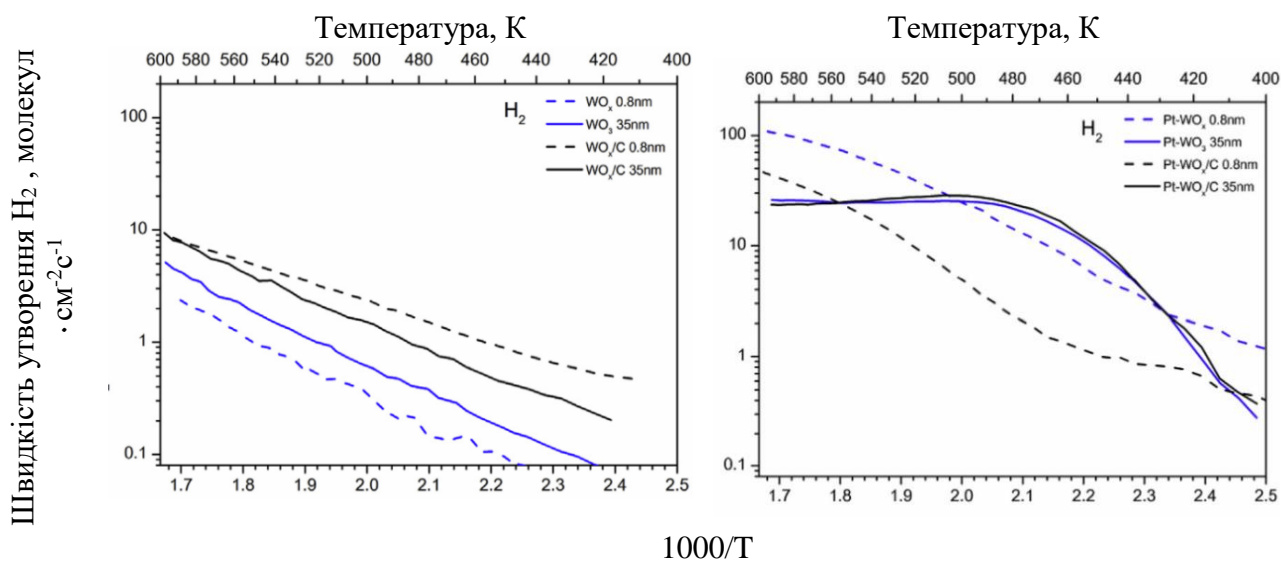 Температура, К
600 580 560 540 520 500 480 460 440 420 400
Швидкість утворення H2 , молекул
·см-2с-1
100
10
1
0.1
H2
WOx 0.8nm
WO3 35nm
WOx/C 0.8nm
WOx/C 35nm
1.7 1.8 1.9 2.0 2.1 2.2 2.3 2.4 2.5
Температура, К
600 580 560 540 520 500 480 460 440 420 400
100
10
1
0.1
H2
Pt-WOx 0.8nm
Pt-WO3 35nm
Pt-WOx/C 0.8nm
Pt-WOx/C 35nm
1.7 1.8 1.9 2.0 2.1 2.2 2.3 2.4 2.5
1000/T